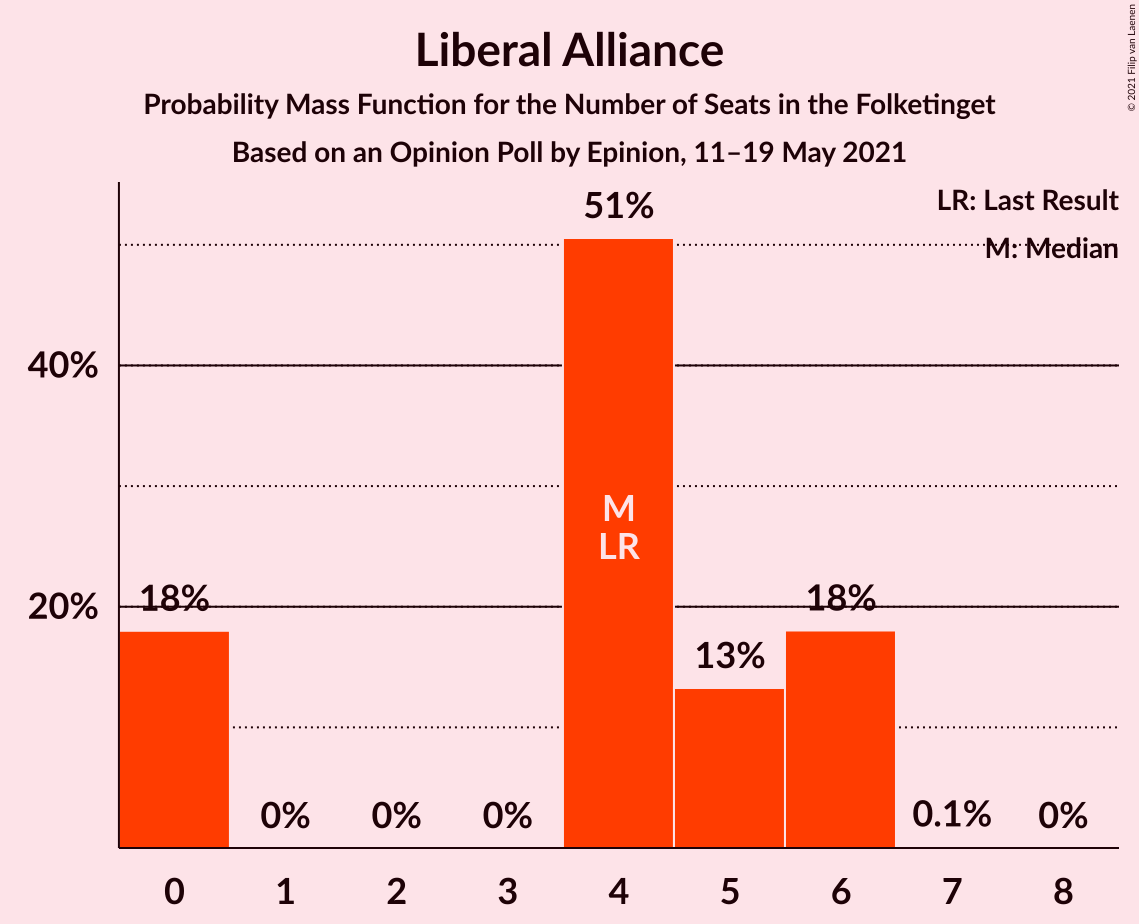 Liberal Alliance
Probability Mass Function for the Number of Seats in the Folketinget
Based on an Opinion Poll by Epinion, 11–19 May 2021
© 2021 Filip van Laenen
LR: Last Result
M: Median
51%
40%
M
LR
20%
18%
18%
13%
0%
0%
0%
0.1%
0%
0
1
2
3
4
5
6
7
8